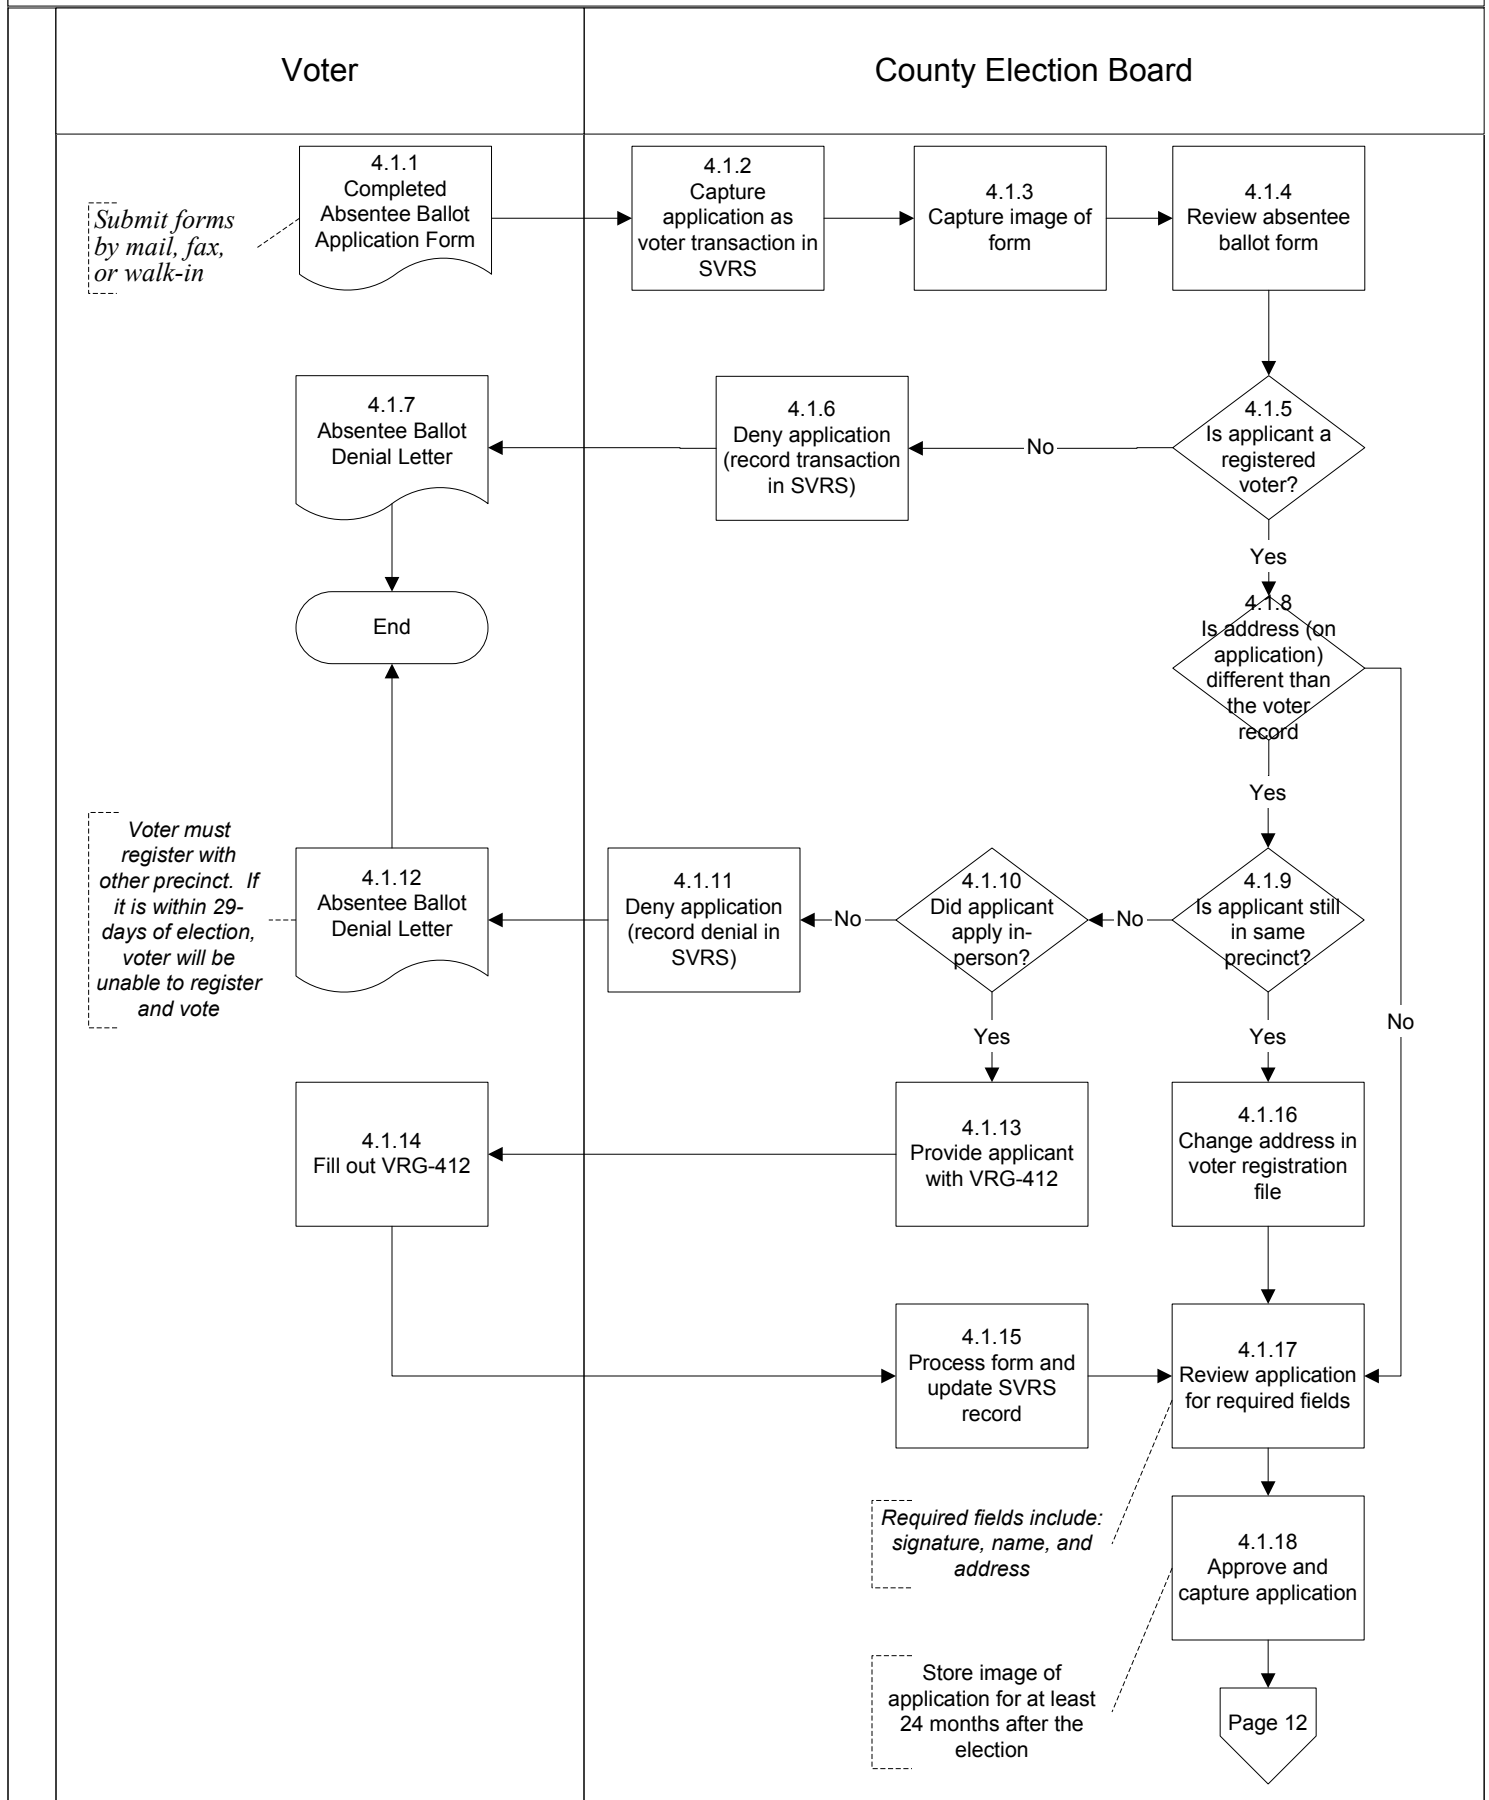 Voter
County Election Board
Submit forms
by mail, fax,
or walk-in
4.1.1
Completed
Absentee Ballot
Application Form
4.1.2
Capture
application as
voter transaction in
SVRS
4.1.3
Capture image of
form
4.1.4
Review absentee
ballot form
4.1.7
Absentee Ballot
Denial Letter
4.1.6
Deny application
(record transaction
in SVRS)
No
4.1.5
Is applicant a
registered
voter?
Yes
End
4.1.8
Is address (on
application)
different than
the voter
record
Yes
No
Voter must
register with
other precinct.  If
it is within 29-
days of election,
voter will be
unable to register
and vote
4.1.12
Absentee Ballot
Denial Letter
4.1.11
Deny application
(record denial in
SVRS)
No
4.1.10
Did applicant
apply in-
person?
No
4.1.9
Is applicant still
in same
precinct?
Yes
Yes
4.1.14
Fill out VRG-412
4.1.13
Provide applicant
with VRG-412
4.1.16
Change address in
voter registration
file
4.1.15
Process form and
update SVRS
record
4.1.17
Review application
for required fields
Required fields include:
signature, name, and
address
4.1.18
Approve and
capture application
Store image of
application for at least
24 months after the
election
Page 12